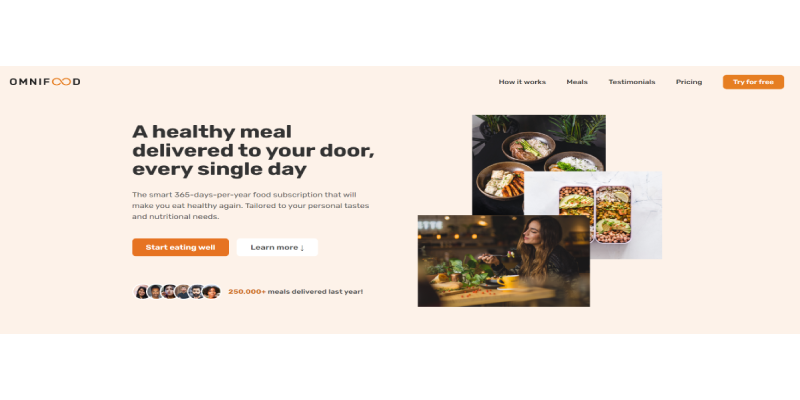 OMNIFOOD
How it works
Meals
Testimonials
Pricing
Try for free
A healthy meal
delivered to your door,
every single day
The smart 365-days-per-year food subscription that will
make you eat healthy again. Tailored to your personal tastes
and nutritional needs.
Start eating well
Learn more ↓
250,000+ meals delivered last year!